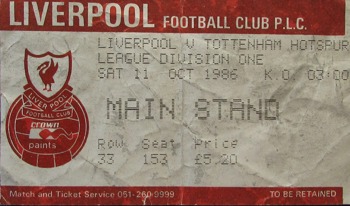 LIVERPOOL FOOTBALL CLUB P.L.C.
LIVERPOOL V TOTTENHAM HOTSPUR
LEAGUE DIVISION ONE
SAT 11 OCT 1986 K.O. 03:00
LIVERPOOL
FOOTBALL CLUB
CROWN
paints
MAIN STAND
Row Seat Price
33 153 £5.20
Match and Ticket Service 051-260-9999 TO BE RETAINED